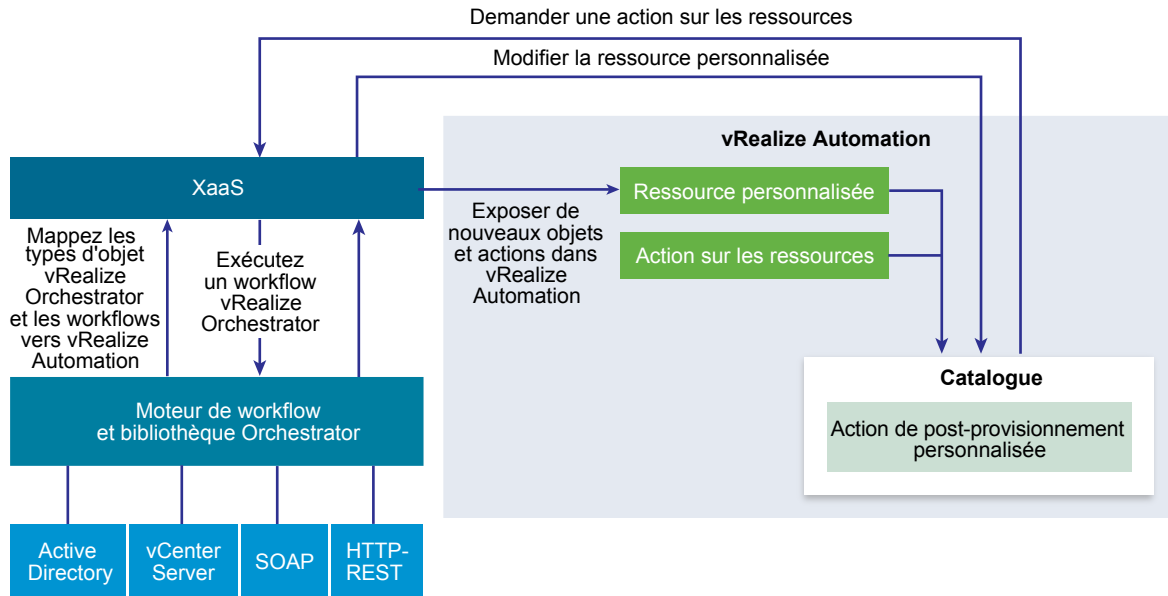 Demander une action sur les ressources
Modifier la ressource personnalisée
vRealize Automation
XaaS
Ressource personnalisée
Exposer de
nouveaux objets
et actions dans
vRealize
Automation
Action sur les ressources
Mappez les
types d'objet
vRealize
Orchestrator
et les workflows
vers vRealize
Automation
Exécutez
un workflow
vRealize
Orchestrator
Catalogue
Action de post-provisionnement
personnalisée
Moteur de workflow
et bibliothèque Orchestrator
Active
Directory
vCenter
Server
SOAP
HTTP-
REST